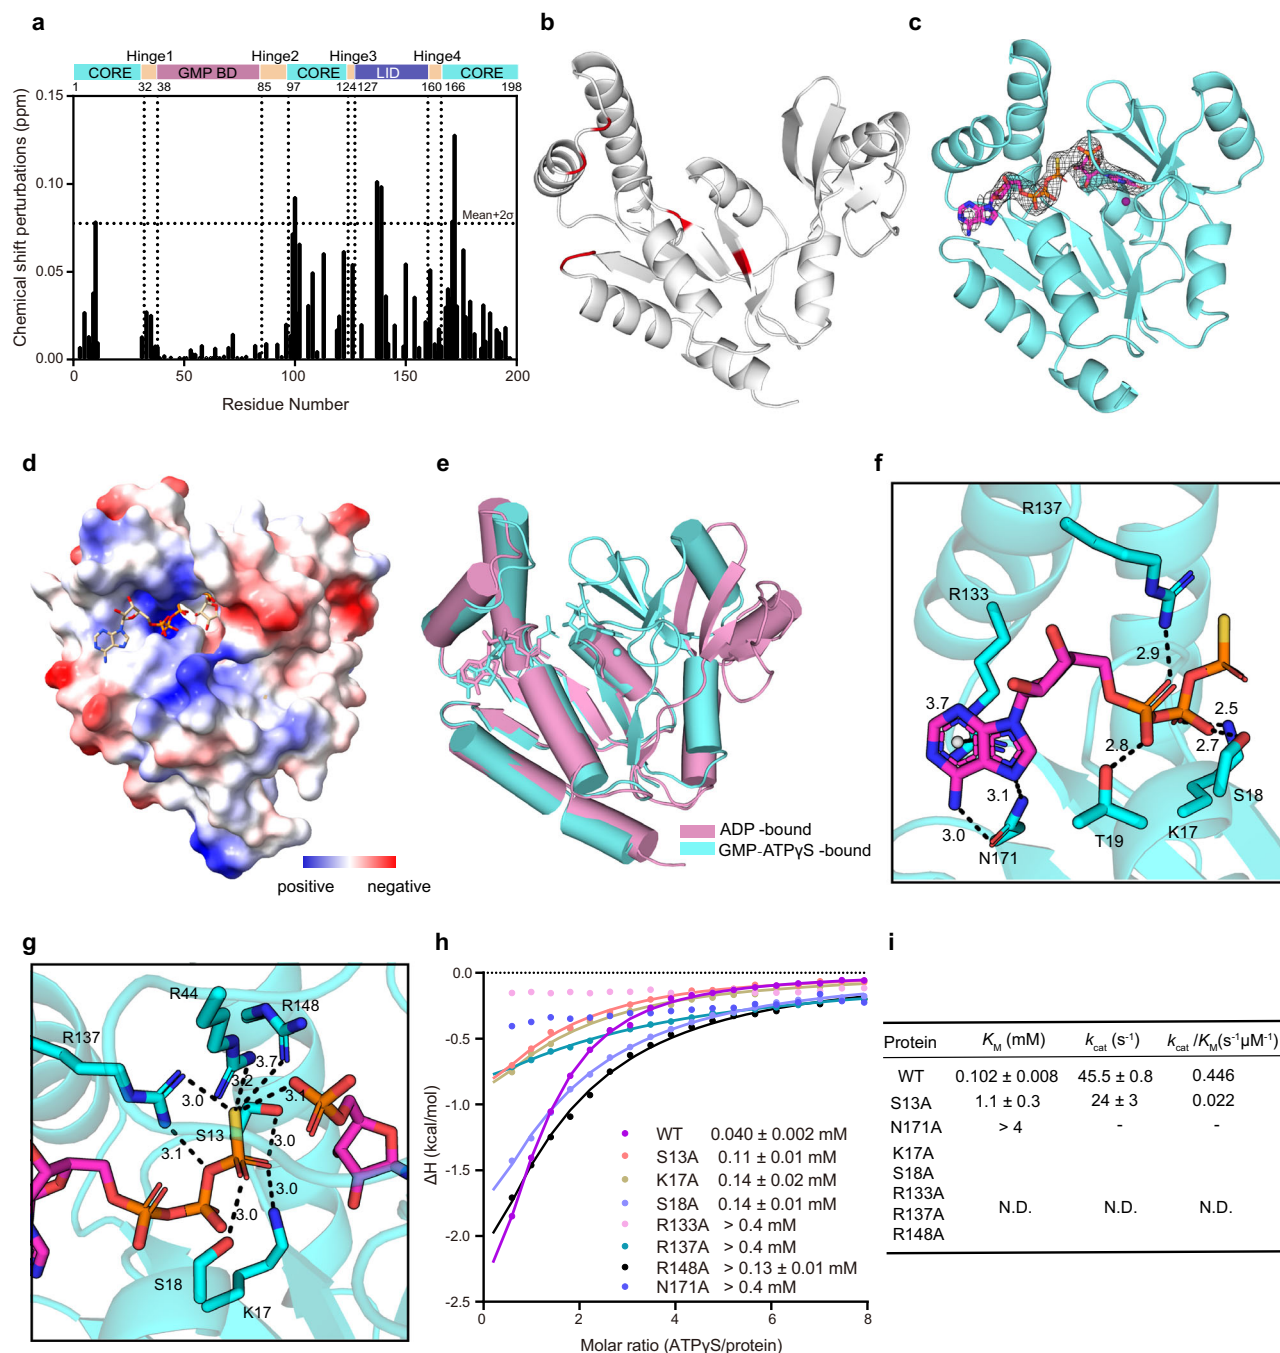 a
Hinge1 Hinge2 Hinge3 Hinge4
CORE GMP BD CORE LID CORE
1 32 38 85 97 124 127 160 166 198
Chemical shift perturbations (ppm)
0.15
0.10
Mean+2σ
0.05
0.00
0 50 100 150 200
Residue Number
b
c
d
positive negative
e
ADP -bound
GMP-ATPγS -bound
f
R137
R133
2.9
3.7
2.5
2.8
2.7
3.1
S18
3.0
T19
K17
N171
g
R44
R148
R137
3.7
3.2
3.1
3.0
S13
3.0
3.1
3.0
3.0
S18
K17
h
ΔH (kcal/mol)
0.0
-0.5
-1.0
-1.5
-2.0
-2.5
WT 0.040 ± 0.002 mM
S13A 0.11 ± 0.01 mM
K17A 0.14 ± 0.02 mM
S18A 0.14 ± 0.01 mM
R133A > 0.4 mM
R137A > 0.4 mM
R148A > 0.13 ± 0.01 mM
N171A > 0.4 mM
0 2 4 6 8
Molar ratio (ATPγS/protein)
i
Protein K_M (mM) k_cat (s⁻¹) k_cat /K_M(s⁻¹μM⁻¹)
WT 0.102 ± 0.008 45.5 ± 0.8 0.446
S13A 1.1 ± 0.3 24 ± 3 0.022
N171A > 4 - -
K17A
S18A
R133A
N.D. N.D. N.D.
R137A
R148A